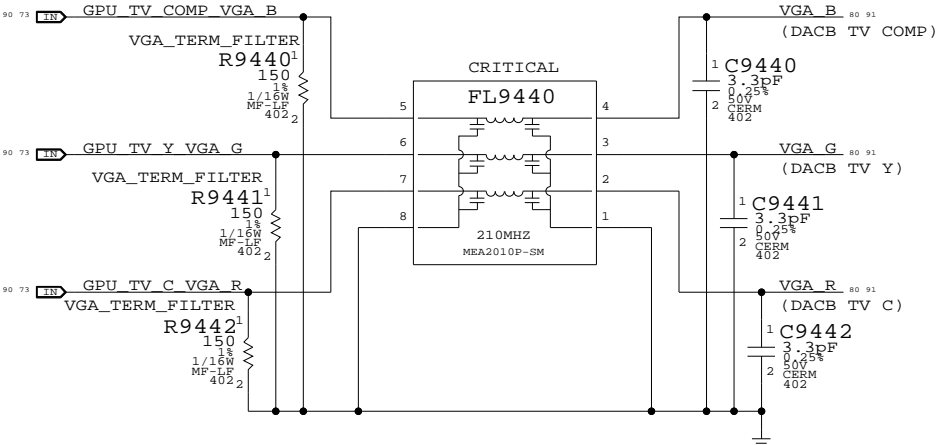 90 73 IN GPU_TV_COMP_VGA_B
VGA_B 80 91
(DACB TV COMP)
VGA_TERM_FILTER
R9440
1
150
1%
1/16W
MF-LF
402
2
CRITICAL
FL9440
5
4
6
3
7
2
8
1
210MHZ
MEA2010P-SM
1
C9440
3.3pF
0.25%
50V
CERM
402
2
90 73 IN GPU_TV_Y_VGA_G
VGA_G 80 91
(DACB TV Y)
VGA_TERM_FILTER
R9441
1
150
1%
1/16W
MF-LF
402
2
1
C9441
3.3pF
0.25%
50V
CERM
402
2
90 73 IN GPU_TV_C_VGA_R
VGA_R 80 91
(DACB TV C)
VGA_TERM_FILTER
R9442
1
150
1%
1/16W
MF-LF
402
2
1
C9442
3.3pF
0.25%
50V
CERM
402
2